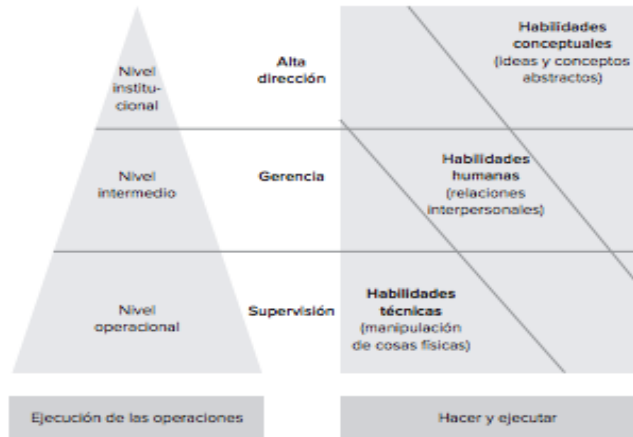 Nivel
institu-
cional
Alta
dirección
Habilidades
conceptuales
(ideas y conceptos
abstractos)
Nivel
intermedio
Gerencia
Habilidades
humanas
(relaciones
interpersonales)
Nivel
operacional
Supervisión
Habilidades
técnicas
(manipulación
de cosas físicas)
Ejecución de las operaciones
Hacer y ejecutar